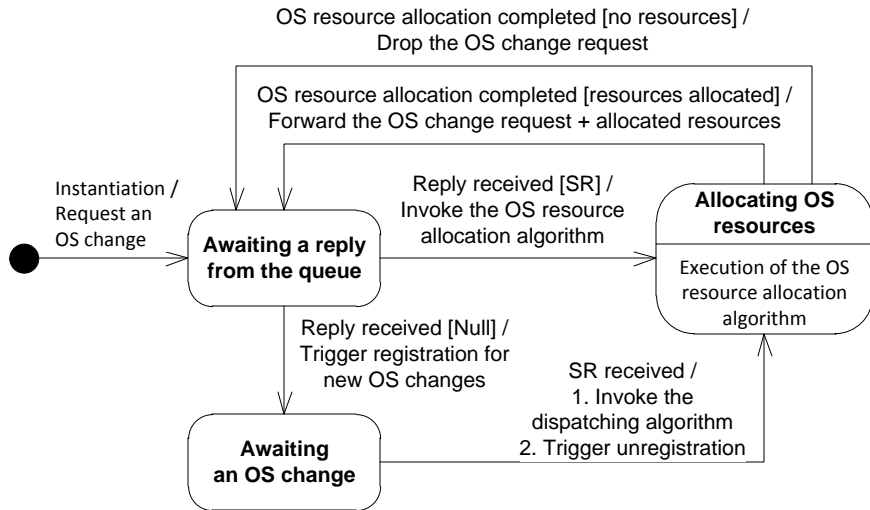 OS resource allocation completed [no resources] /
Drop the OS change request
OS resource allocation completed [resources allocated] /
Forward the OS change request + allocated resources
Instantiation /
Request an
OS change
Awaiting a reply
from the queue
Reply received [SR] /
Invoke the OS resource
allocation algorithm
Allocating OS
resources
Execution of the OS
resource allocation
algorithm
Reply received [Null] /
Trigger registration for
new OS changes
SR received /
1. Invoke the
dispatching algorithm
2. Trigger unregistration
Awaiting
an OS change